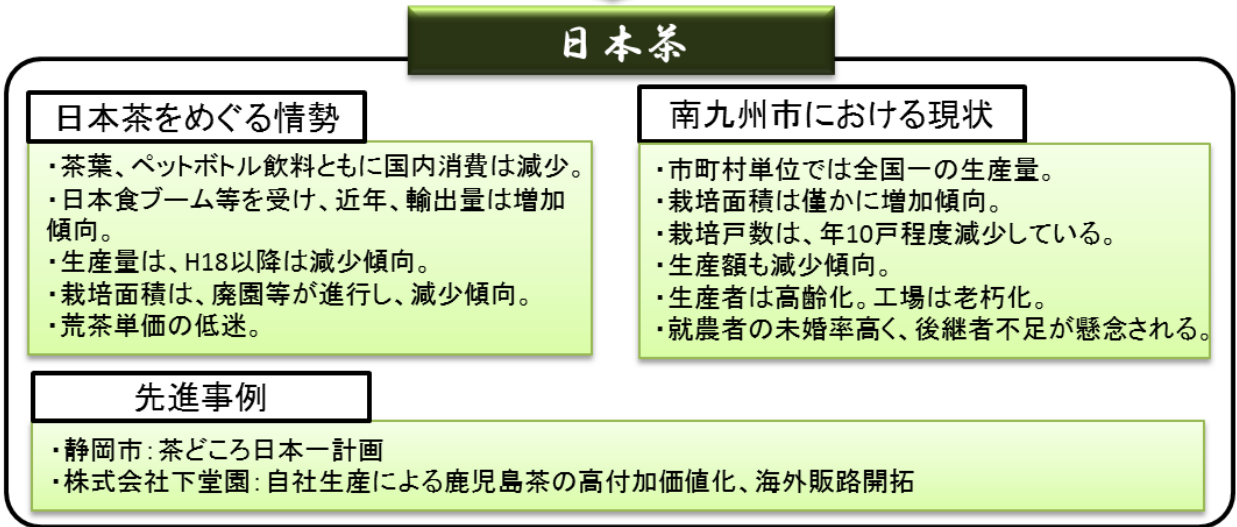 日本茶
日本茶をめぐる情勢
・茶葉、ペットボトル飲料ともに国内消費は減少。
・日本食ブーム等を受け、近年、輸出量は増加
傾向。
・生産量は、H18以降は減少傾向。
・栽培面積は、廃園等が進行し、減少傾向。
・荒茶単価の低迷。
南九州市における現状
・市町村単位では全国一の生産量。
・栽培面積は僅かに増加傾向。
・栽培戸数は、年10戸程度減少している。
・生産額も減少傾向。
・生産者は高齢化。工場は老朽化。
・就農者の未婚率高く、後継者不足が懸念される。
先進事例
・静岡市：茶どころ日本一計画
・株式会社下堂園：自社生産による鹿児島茶の高付加価値化、海外販路開拓